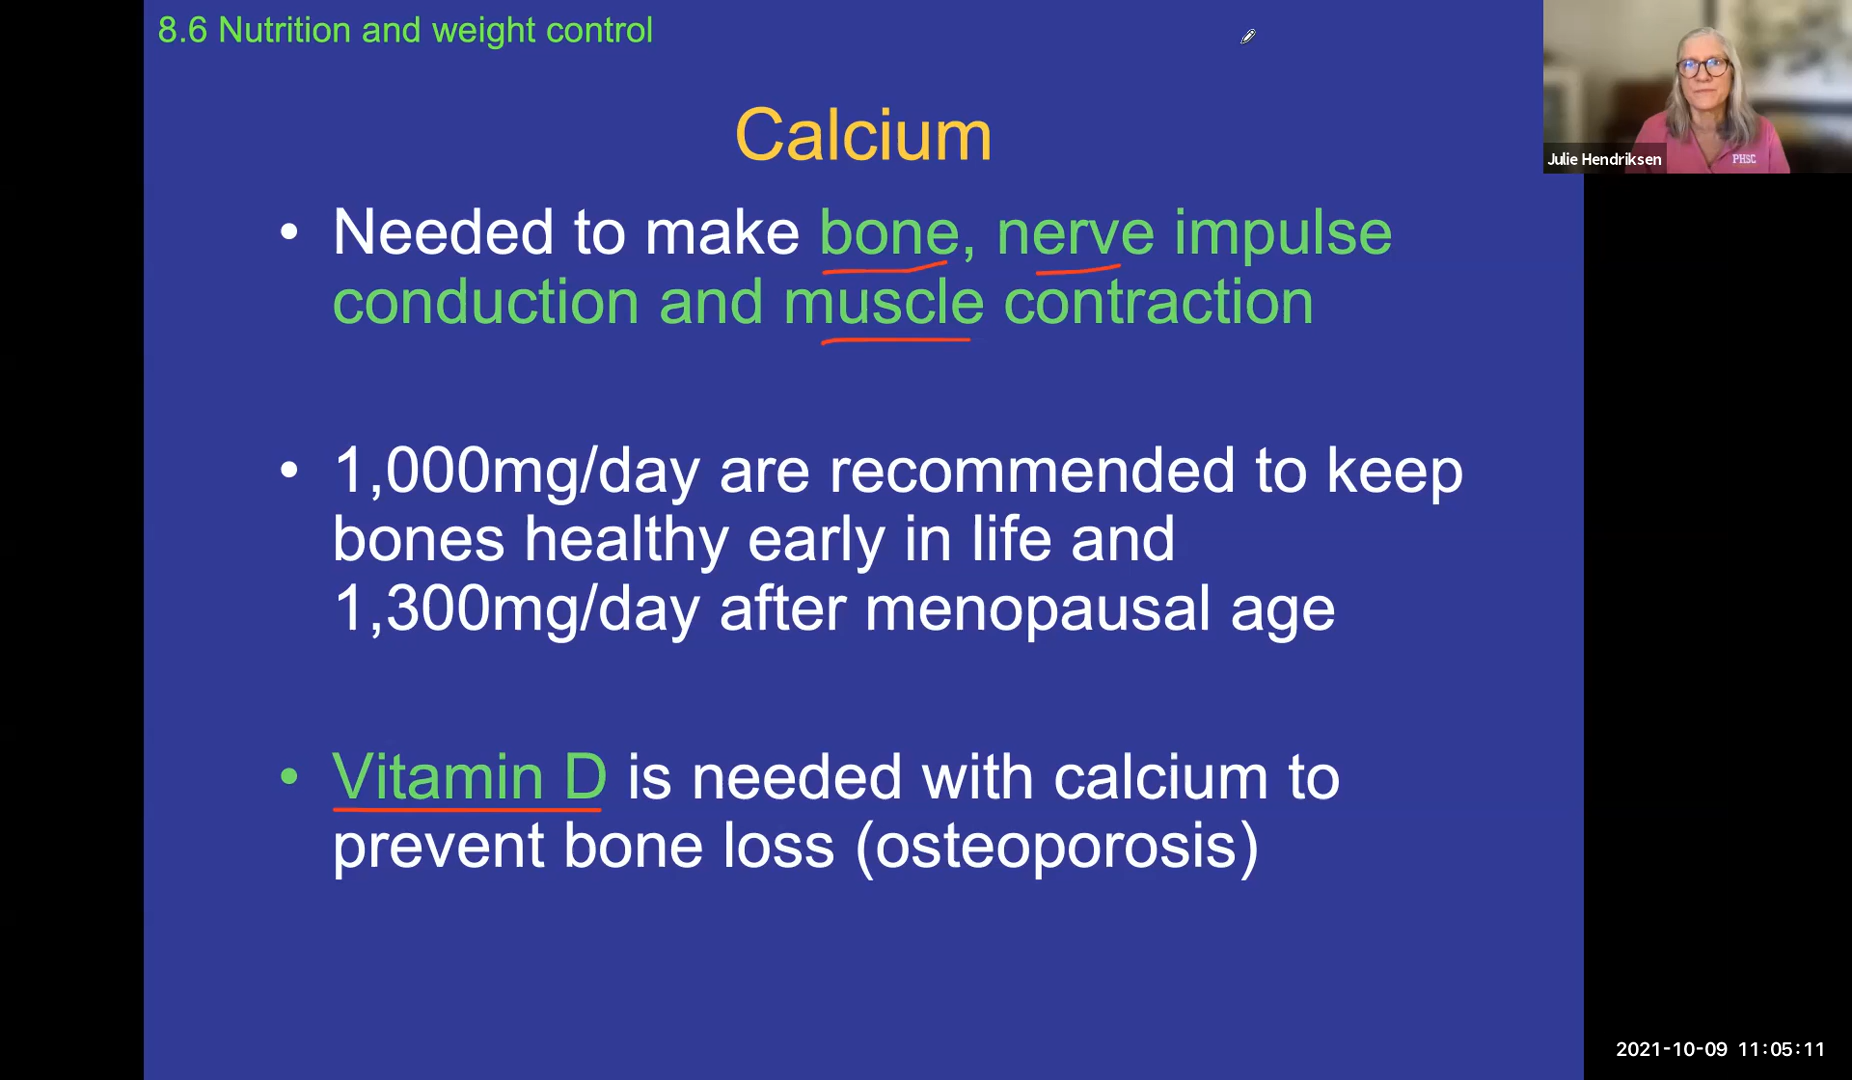 8.6 Nutrition and weight control
Calcium
• Needed to make bone, nerve impulse
conduction and muscle contraction
• 1,000mg/day are recommended to keep
bones healthy early in life and
1,300mg/day after menopausal age
• Vitamin D is needed with calcium to
prevent bone loss (osteoporosis)
PHSC
Julie Hendriksen
2021-10-09 11:05:11